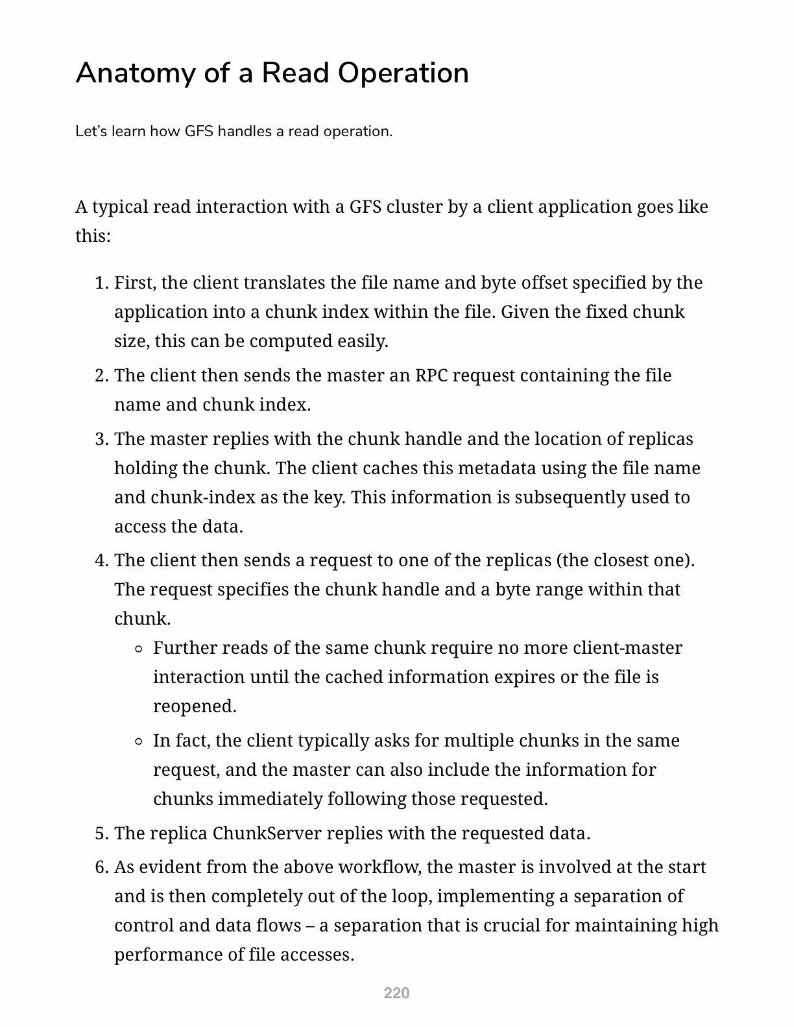 Anatomy of a Read Operation
Let's learn how GFS handles a read operation.
A typical read interaction with a GFS cluster by a client application goes like
this:
1. First, the client translates the file name and byte offset specified by the
application into a chunk index within the file. Given the fixed chunk
size, this can be computed easily.
2. The client then sends the master an RPC request containing the file
name and chunk index.
3. The master replies with the chunk handle and the location of replicas
holding the chunk. The client caches this metadata using the file name
and chunk-index as the key. This information is subsequently used to
access the data.
4. The client then sends a request to one of the replicas (the closest one).
The request specifies the chunk handle and a byte range within that
chunk.
○ Further reads of the same chunk require no more client-master
interaction until the cached information expires or the file is
reopened.
○ In fact, the client typically asks for multiple chunks in the same
request, and the master can also include the information for
chunks immediately following those requested.
5. The replica ChunkServer replies with the requested data.
6. As evident from the above workflow, the master is involved at the start
and is then completely out of the loop, implementing a separation of
control and data flows – a separation that is crucial for maintaining high
performance of file accesses.
220